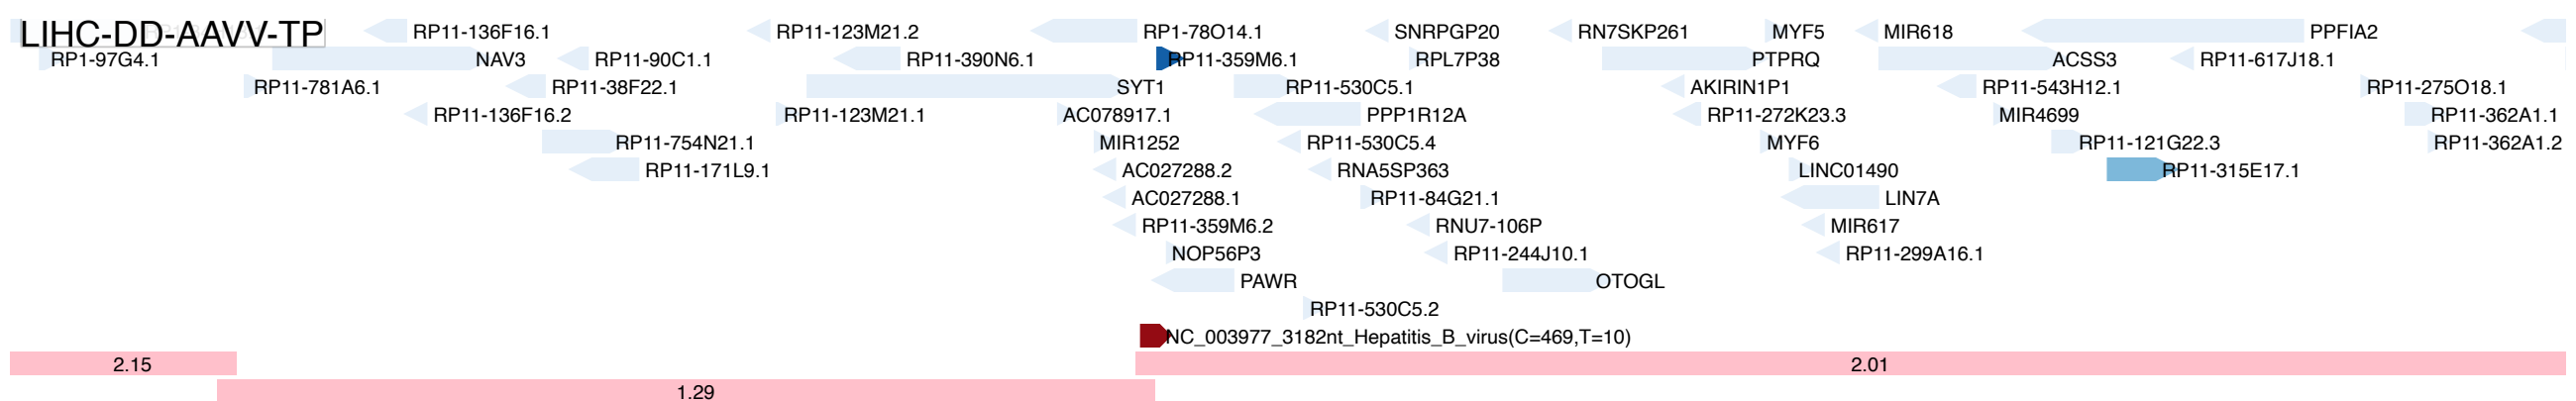 LIHC-DD-AAVV-TP RP11-136F16.1 RP11-123M21.2 RP1-78O14.1 SNRPGP20 RN7SKP261 MYF5 MIR618 PPFIA2
RP1-97G4.1 NAV3 RP11-90C1.1 RP11-390N6.1 RP11-359M6.1 RPL7P38 PTPRQ ACSS3 RP11-617J18.1
RP11-781A6.1 RP11-38F22.1 SYT1 RP11-530C5.1 AKIRIN1P1 RP11-543H12.1 RP11-275O18.1
RP11-136F16.2 RP11-123M21.1 AC078917.1 PPP1R12A RP11-272K23.3 MIR4699 RP11-362A1.1
RP11-754N21.1 MIR1252 RP11-530C5.4 MYF6 RP11-121G22.3 RP11-362A1.2
RP11-171L9.1 AC027288.2 RNA5SP363 LINC01490 RP11-315E17.1
AC027288.1 RP11-84G21.1 LIN7A
RP11-359M6.2 RNU7-106P MIR617
NOP56P3 RP11-244J10.1 RP11-299A16.1
PAWR OTOGL
RP11-530C5.2
NC_003977_3182nt_Hepatitis_B_virus(C=469,T=10)
2.15 2.01
1.29